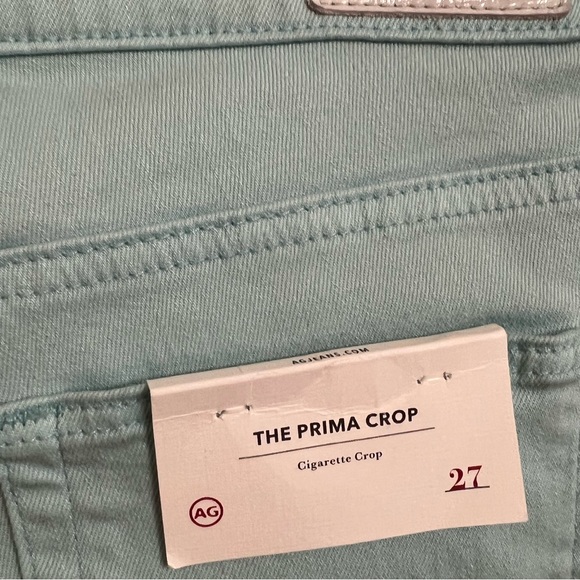 AGJEANS.COM
THE PRIMA CROP
Cigarette Crop
27
AG